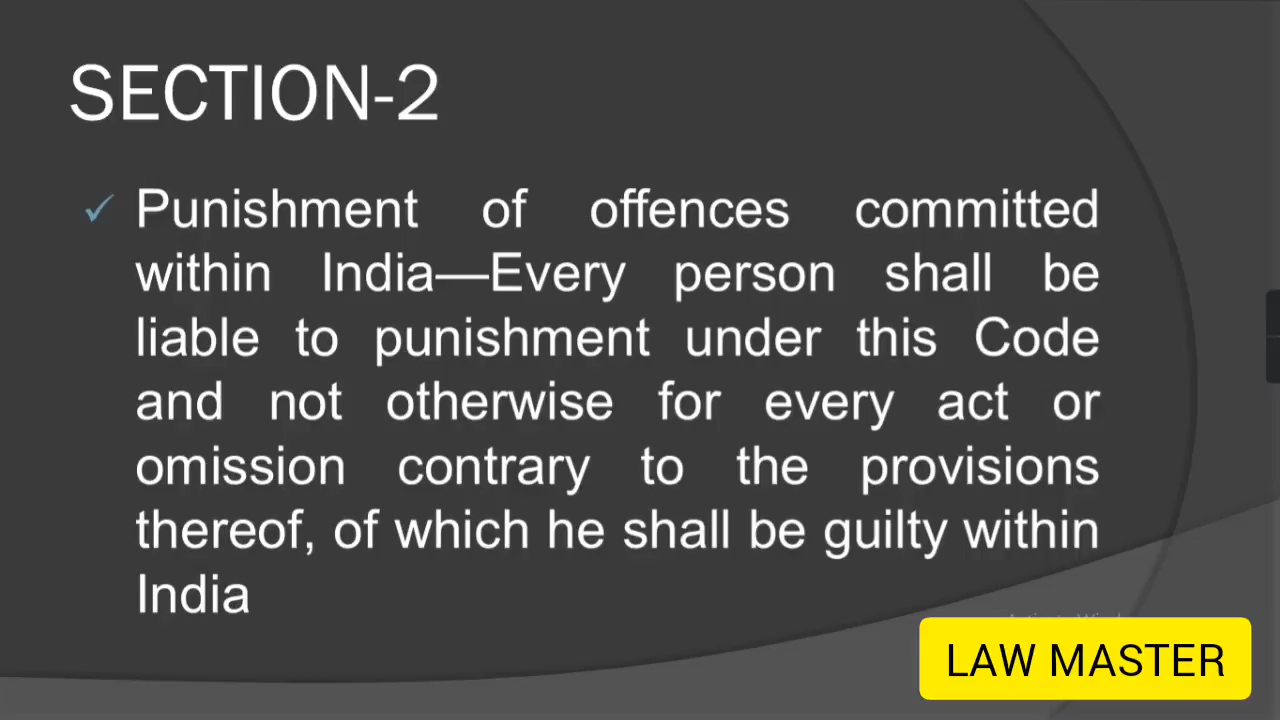 SECTION-2
✓ Punishment of offences committed
within India—Every person shall be
liable to punishment under this Code
and not otherwise for every act or
omission contrary to the provisions
thereof, of which he shall be guilty within
India
LAW MASTER